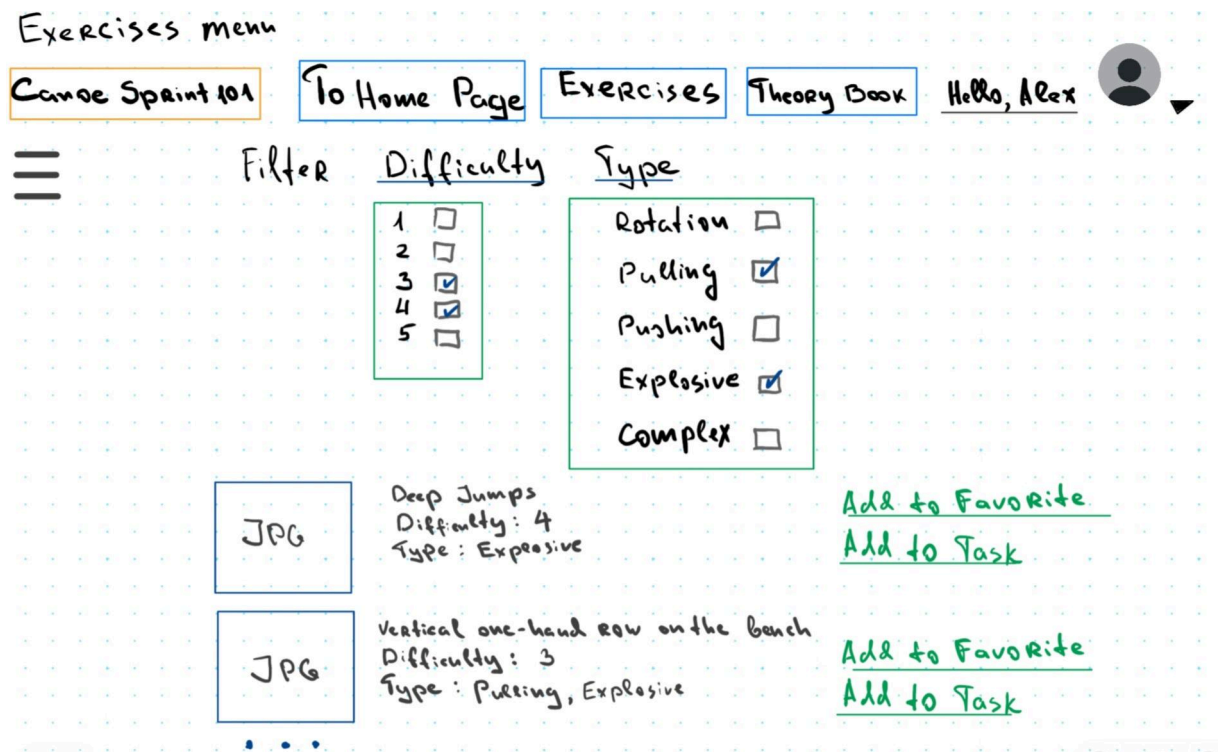 Exercises menu
Canoe Sprint 101 To Home Page Exercises Theory Book Hello, Alex
Filter Difficulty Type
1
2
3
4
5
Rotation
Pulling
Pushing
Explosive
Complex
JPG
Deep Jumps
Difficulty: 4
Type: Explosive
Add to Favorite
Add to Task
JPG
Vertical one-hand row on the bench
Difficulty: 3
Type: Pulling, Explosive
Add to Favorite
Add to Task
...